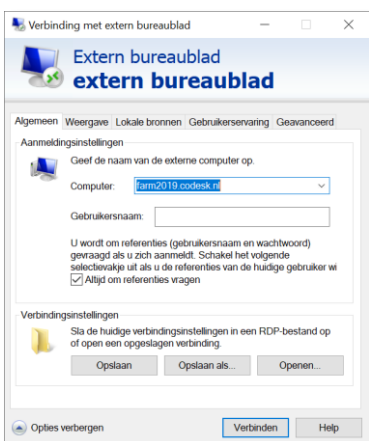 Verbinding met extern bureaublad
Extern bureaublad
extern bureaublad
Algemeen Weergave Lokale bronnen Gebruikerservaring Geavanceerd
Aanmeldingsinstellingen
Geef de naam van de externe computer op.
Computer: farm2019.codesk.nl
Gebruikersnaam:
U wordt om referenties (gebruikersnaam en wachtwoord)
gevraagd als u zich aanmeldt. Schakel het volgende
selectievakje uit als u de referenties van de huidige gebruiker wi
Altijd om referenties vragen
Verbindingsinstellingen
Sla de huidige verbindingsinstellingen in een RDP-bestand op
of open een opgeslagen verbinding.
Opslaan Opslaan als... Openen...
Opties verbergen Verbinden Help